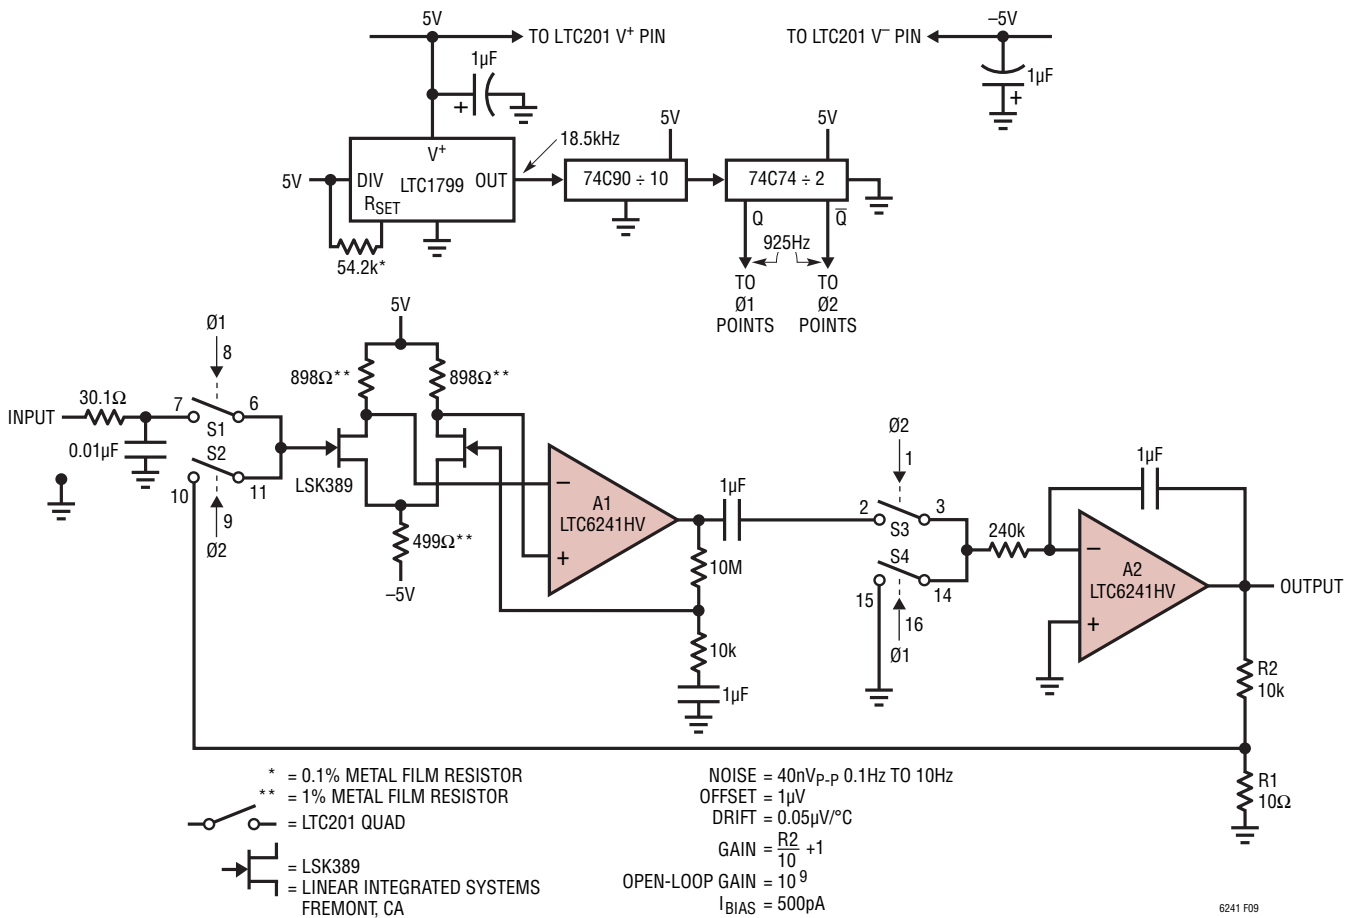 5V
TO LTC201 V+ PIN
1µF
+
–5V
TO LTC201 V– PIN
1µF
+
18.5kHz
5V
5V
5V
V+
DIV
LTC1799
OUT
RSET
54.2k*
74C90 ÷ 10
74C74 ÷ 2
Q
Q̅
925Hz
TO
Ø1
POINTS
TO
Ø2
POINTS
5V
Ø1
8
898Ω**
898Ω**
30.1Ω
INPUT
7
6
S1
0.01µF
S2
10
11
9
Ø2
LSK389
499Ω**
–5V
–
A1
LTC6241HV
+
1µF
10M
10k
1µF
Ø2
1
2
3
S3
S4
15
14
16
Ø1
240k
1µF
–
A2
LTC6241HV
+
OUTPUT
R2
10k
R1
10Ω
* = 0.1% METAL FILM RESISTOR
** = 1% METAL FILM RESISTOR
= LTC201 QUAD
= LSK389
= LINEAR INTEGRATED SYSTEMS
FREMONT, CA
NOISE = 40nVP-P 0.1Hz TO 10Hz
OFFSET = 1µV
DRIFT = 0.05µV/°C
GAIN = R2/10 +1
OPEN-LOOP GAIN = 10⁹
IBIAS = 500pA
6241 F09